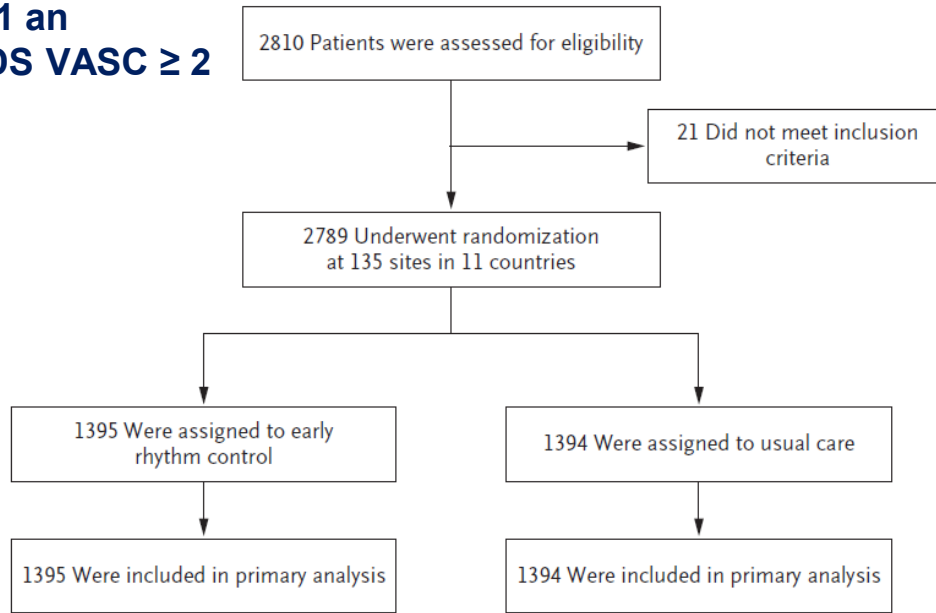 1 an
DS VASC ≥ 2
2810 Patients were assessed for eligibility
21 Did not meet inclusion
criteria
2789 Underwent randomization
at 135 sites in 11 countries
1395 Were assigned to early
rhythm control
1394 Were assigned to usual care
1395 Were included in primary analysis
1394 Were included in primary analysis